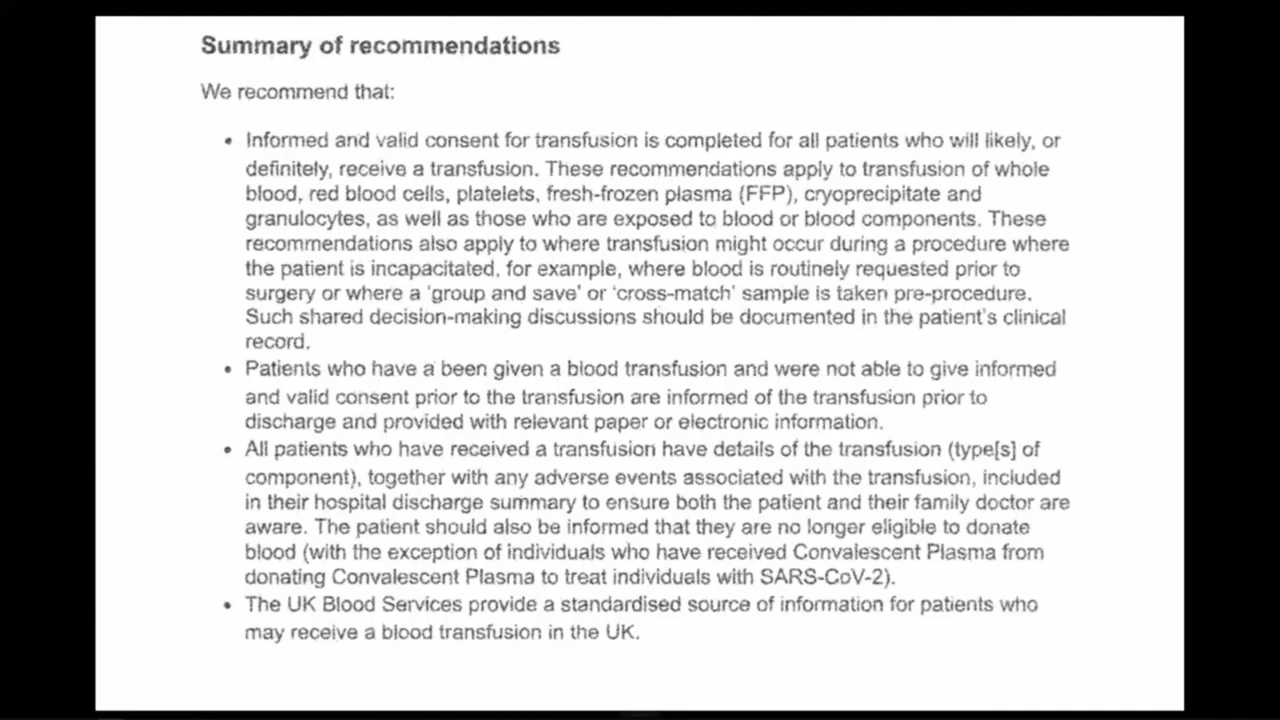 Summary of recommendations
We recommend that:
• Informed and valid consent for transfusion is completed for all patients who will likely, or
definitely, receive a transfusion. These recommendations apply to transfusion of whole
blood, red blood cells, platelets, fresh-frozen plasma (FFP), cryoprecipitate and
granulocytes, as well as those who are exposed to blood or blood components. These
recommendations also apply to where transfusion might occur during a procedure where
the patient is incapacitated, for example, where blood is routinely requested prior to
surgery or where a 'group and save' or 'cross-match' sample is taken pre-procedure.
Such shared decision-making discussions should be documented in the patient's clinical
record.
• Patients who have a been given a blood transfusion and were not able to give informed
and valid consent prior to the transfusion are informed of the transfusion prior to
discharge and provided with relevant paper or electronic information.
• All patients who have received a transfusion have details of the transfusion (type[s] of
component), together with any adverse events associated with the transfusion, included
in their hospital discharge summary to ensure both the patient and their family doctor are
aware. The patient should also be informed that they are no longer eligible to donate
blood (with the exception of individuals who have received Convalescent Plasma from
donating Convalescent Plasma to treat individuals with SARS-CoV-2).
• The UK Blood Services provide a standardised source of information for patients who
may receive a blood transfusion in the UK.